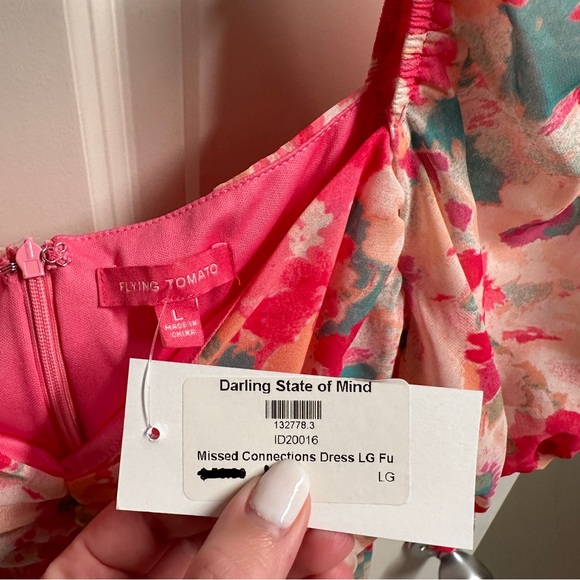 FLYING TOMATO
L
MADE IN
CHINA
Darling State of Mind
132778.3
ID20016
Missed Connections Dress LG Fu
LG